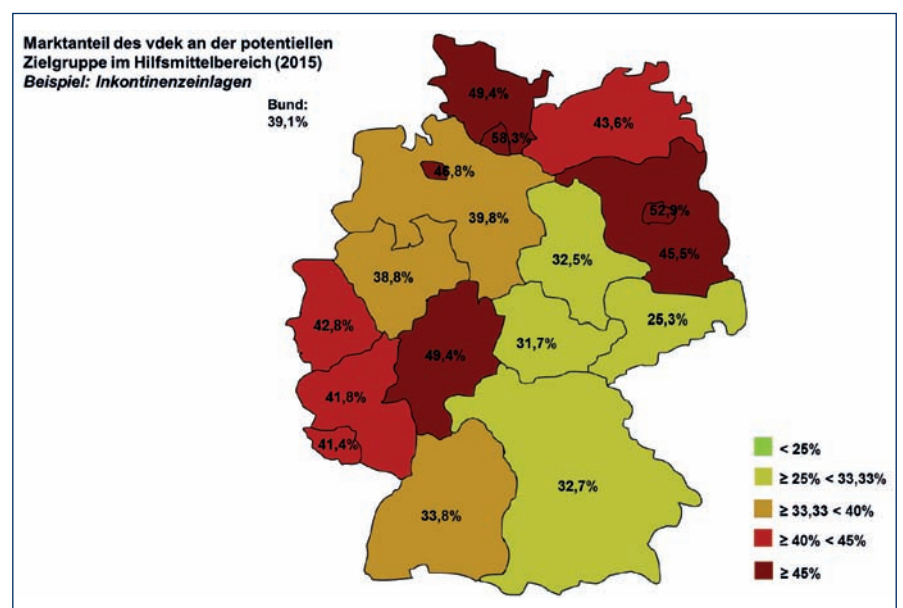 Marktanteil des vdek an der potentiellen
Zielgruppe im Hilfsmittelbereich (2015)
Beispiel: Inkontinenzeinlagen
Bund:
39,1%
49,4%
58,3%
43,6%
46,8%
39,8%
52,9%
45,5%
32,5%
38,8%
42,8%
25,3%
31,7%
49,4%
41,8%
41,4%
32,7%
33,8%
< 25%
≥ 25% < 33,33%
≥ 33,33 < 40%
≥ 40% < 45%
≥ 45%